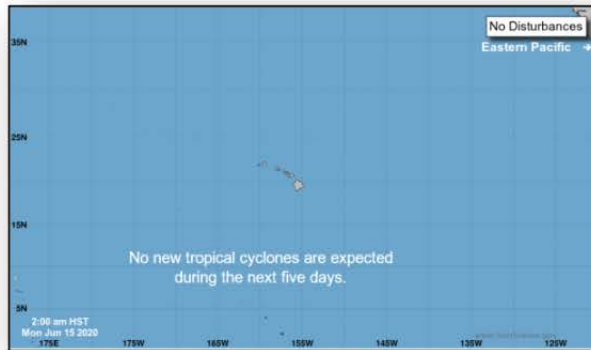 No Disturbances
Eastern Pacific →
35N
25N
15N
No new tropical cyclones are expected
during the next five days.
5N
2:00 am HST
Mon Jun 15 2020
175E
175W
165W
155W
145W
135W
125W